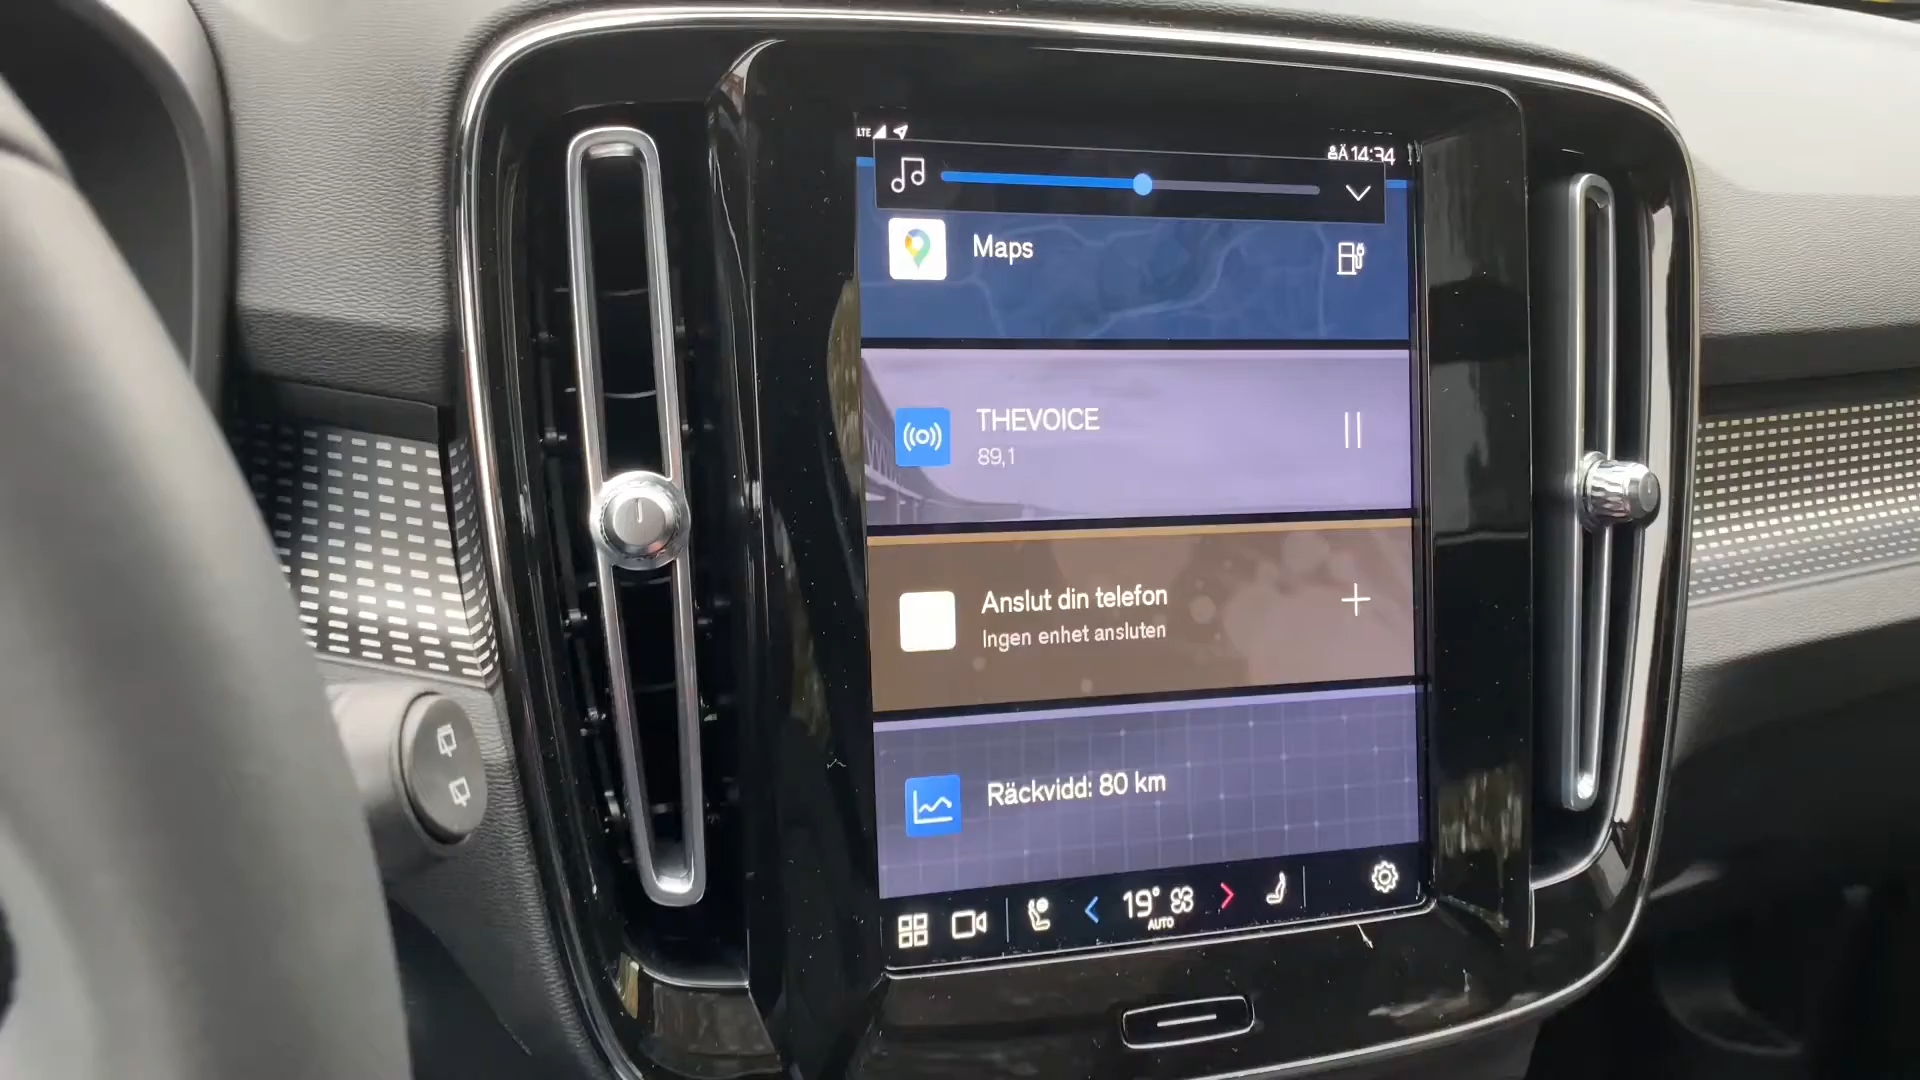 LTE
14:34
Maps
THEVOICE
89,1
Anslut din telefon
Ingen enhet ansluten
Räckvidd: 80 km
19°
AUTO